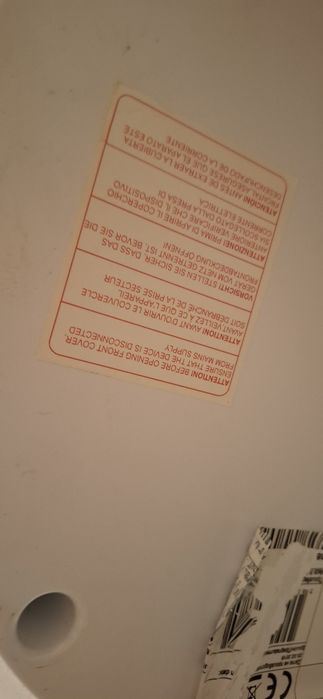 ATTENTION! BEFORE OPENING FRONT COVER,
ENSURE THAT THE DEVICE IS DISCONNECTED
FROM MAINS SUPPLY
ATTENTION! AVANT D'OUVRIR LE COUVERCLE
AVANT, VEILLEZ A CE QUE L'APPAREIL
SOIT DEBRANCHÉ DE LA PRISE SECTEUR
VORSICHT! STELLEN SIE SICHER DASS DAS
GERÄT VOM NETZ GETRENNT IST, BEVOR SIE DIE
FRONTABDECKUNG ÖFFNEN!
ATTENZIONE! PRIMA D'APRIRE IL COPERCHIO
VERIFICARE CHE IL DISPOSITIVO
SIA SCOLLEGATO DALLA PRESA DI
CORRENTE ELETTRICA
ATENCION! ANTES DE EXTRAER LA CUBIERTA
FRONTAL ASEGURESE QUE EL APARATO ESTE
DESENCHUFADO DE LA CORRIENTE
CE